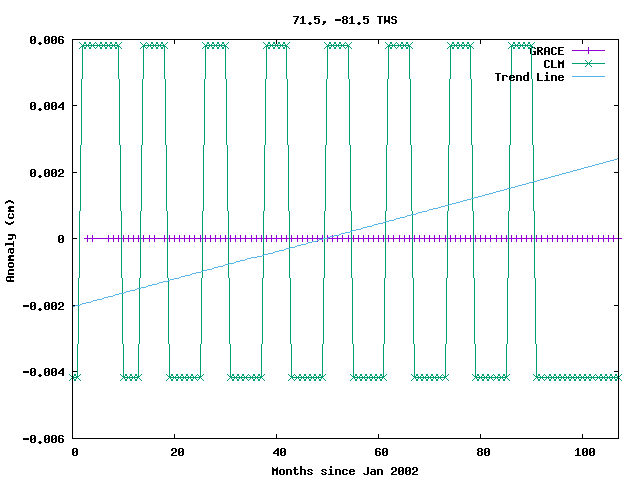 71.5, -81.5 TWS
0.006
GRACE
CLM
Trend Line
0.004
0.002
0
-0.002
-0.004
-0.006
Anomaly (cm)
0 20 40 60 80 100
Months since Jan 2002